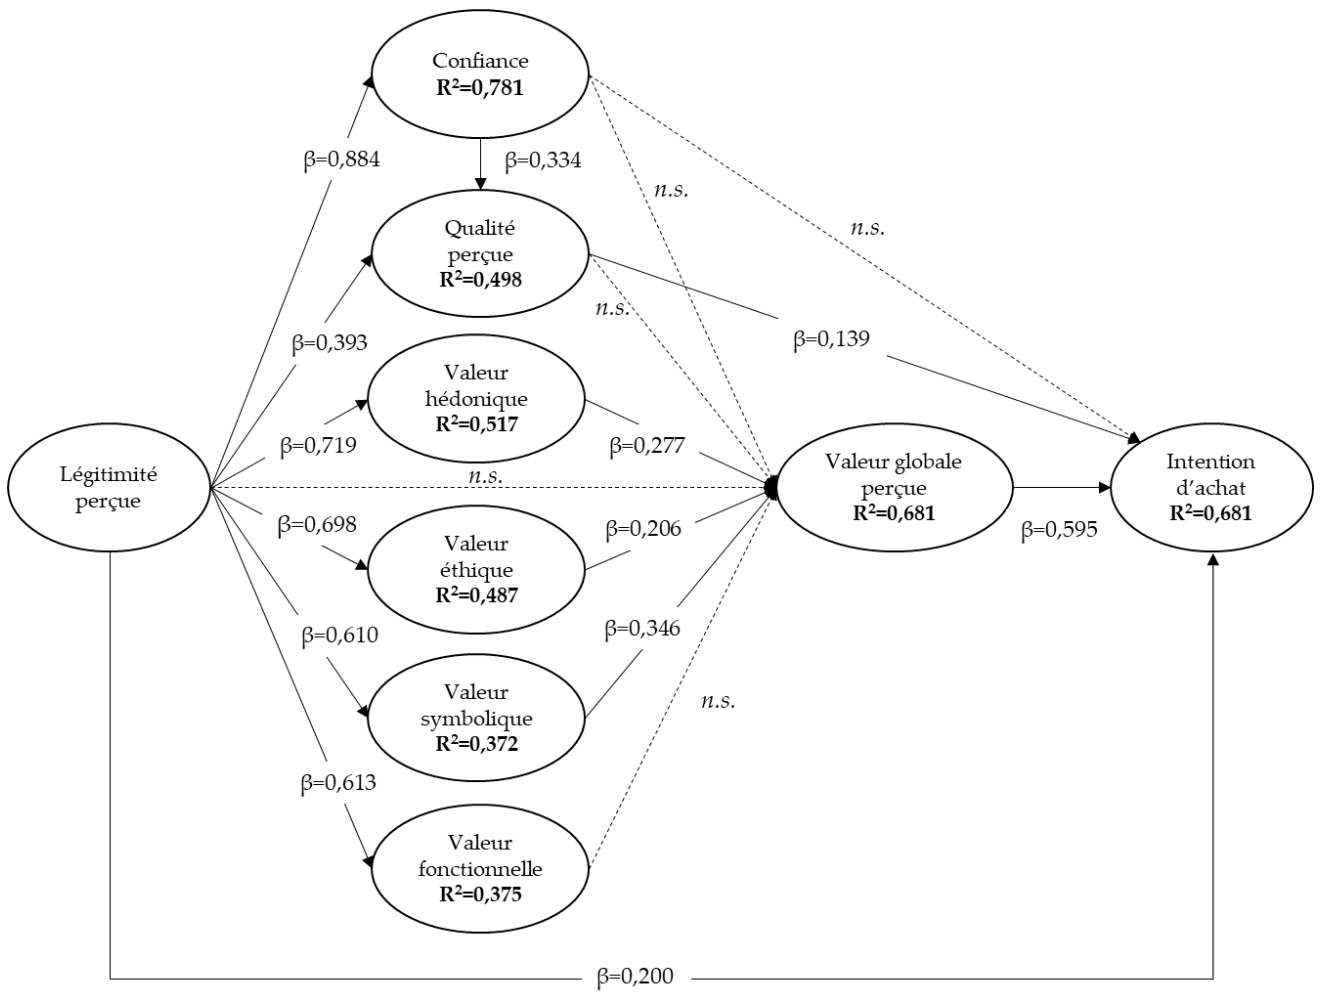 Confiance
R²=0,781
β=0,884
β=0,334
n.s.
n.s.
Qualité
perçue
R²=0,498
n.s.
β=0,393
β=0,139
Valeur
hédonique
R²=0,517
β=0,719
β=0,277
Légitimité
perçue
n.s.
Valeur globale
perçue
R²=0,681
Intention
d’achat
R²=0,681
β=0,595
β=0,698
β=0,206
Valeur
éthique
R²=0,487
β=0,610
β=0,346
Valeur
symbolique
R²=0,372
n.s.
β=0,613
Valeur
fonctionnelle
R²=0,375
β=0,200